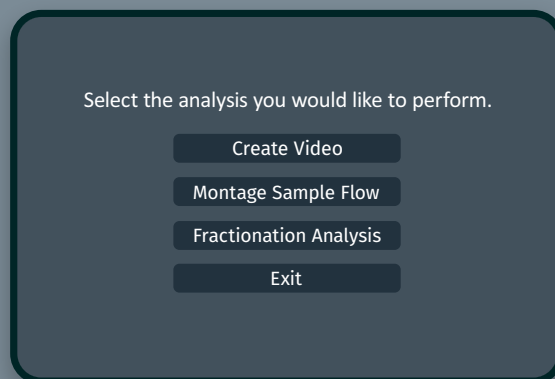 Select the analysis you would like to perform.
Create Video
Montage Sample Flow
Fractionation Analysis
Exit